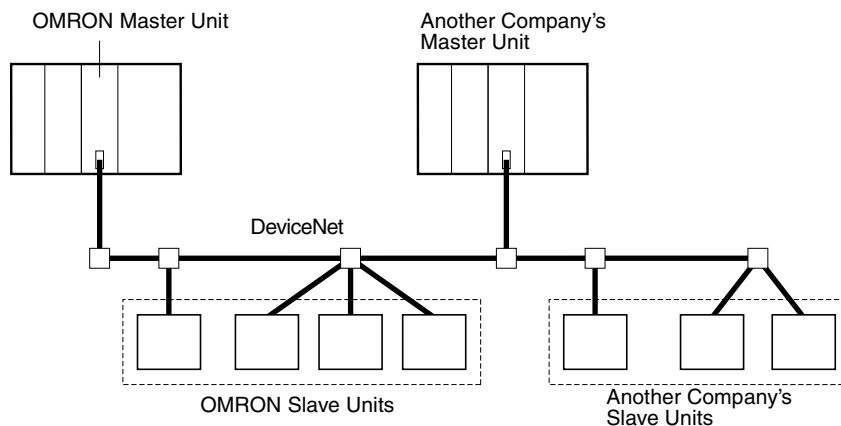 OMRON Master Unit
Another Company's
Master Unit
DeviceNet
OMRON Slave Units
Another Company's
Slave Units